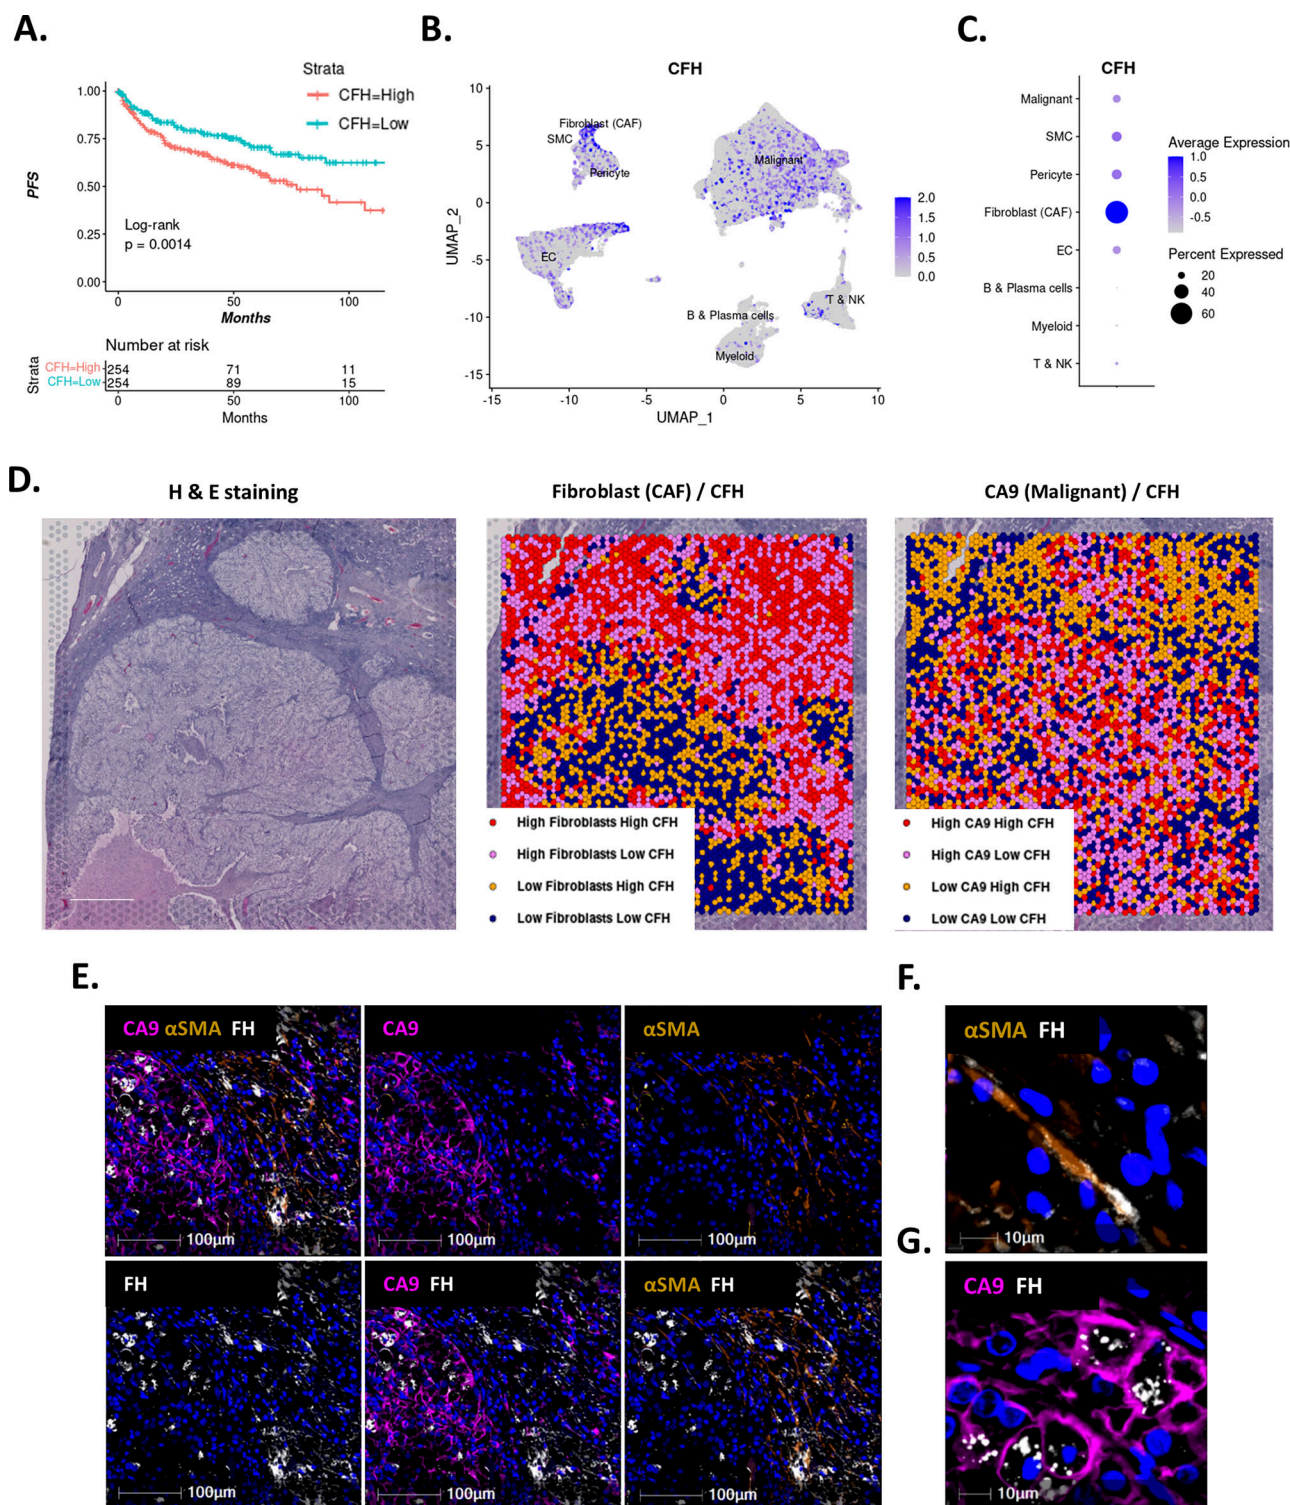 A.
Strata
CFH=High
CFH=Low
1.00
0.75
0.50
0.25
0.00
PFS
Log-rank
p = 0.0014
0
50
100
Months
Number at risk
Strata
CFH=High
254
71
11
CFH=Low
254
89
15
0
50
100
Months
B.
CFH
10
5
0
-5
-10
-15
UMAP_2
Fibroblast (CAF)
SMC
Pericyte
Malignant
EC
T & NK
B & Plasma cells
Myeloid
-15
-10
-5
0
5
10
UMAP_1
2.0
1.5
1.0
0.5
0.0
C.
CFH
Malignant
SMC
Pericyte
Fibroblast (CAF)
EC
B & Plasma cells
Myeloid
T & NK
Average Expression
1.0
0.5
0.0
-0.5
Percent Expressed
20
40
60
D.
H & E staining
Fibroblast (CAF) / CFH
High Fibroblasts High CFH
High Fibroblasts Low CFH
Low Fibroblasts High CFH
Low Fibroblasts Low CFH
CA9 (Malignant) / CFH
High CA9 High CFH
High CA9 Low CFH
Low CA9 High CFH
Low CA9 Low CFH
E.
CA9 αSMA FH
100μm
CA9
100μm
αSMA
100μm
FH
100μm
CA9 FH
100μm
αSMA FH
100μm
F.
αSMA FH
10μm
G.
CA9 FH
10μm